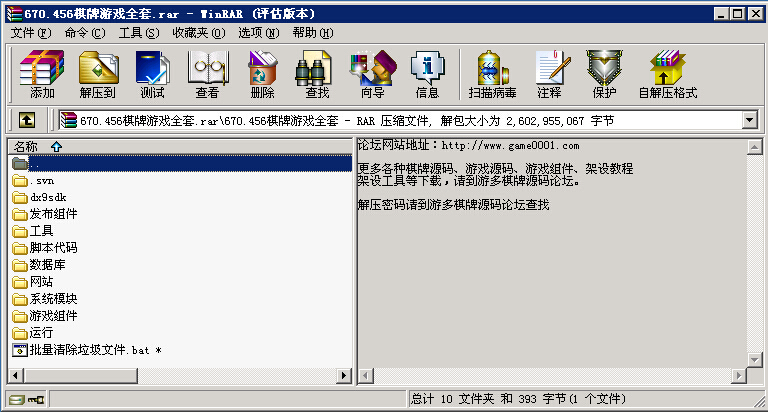 670.456棋牌游戏全套.rar - WinRAR (评估版本)
文件(F) 命令(C) 工具(S) 收藏夹(O) 选项(N) 帮助(H)
添加 解压到 测试 查看 删除 查找 向导 信息 扫描病毒 注释 保护 自解压格式
670.456棋牌游戏全套.rar\670.456棋牌游戏全套 - RAR 压缩文件, 解包大小为 2,602,955,067 字节
名称
..
.svn
dx9sdk
发布组件
工具
脚本代码
数据库
网站
系统模块
游戏组件
运行
批量清除垃圾文件.bat *
论坛网站地址：http://www.game0001.com
更多各种棋牌源码、游戏源码、游戏组件、架设教程
架设工具等下载，请到游多棋牌源码论坛。
解压密码请到游多棋牌源码论坛查找
总计 10 文件夹 和 393 字节(1 个文件)